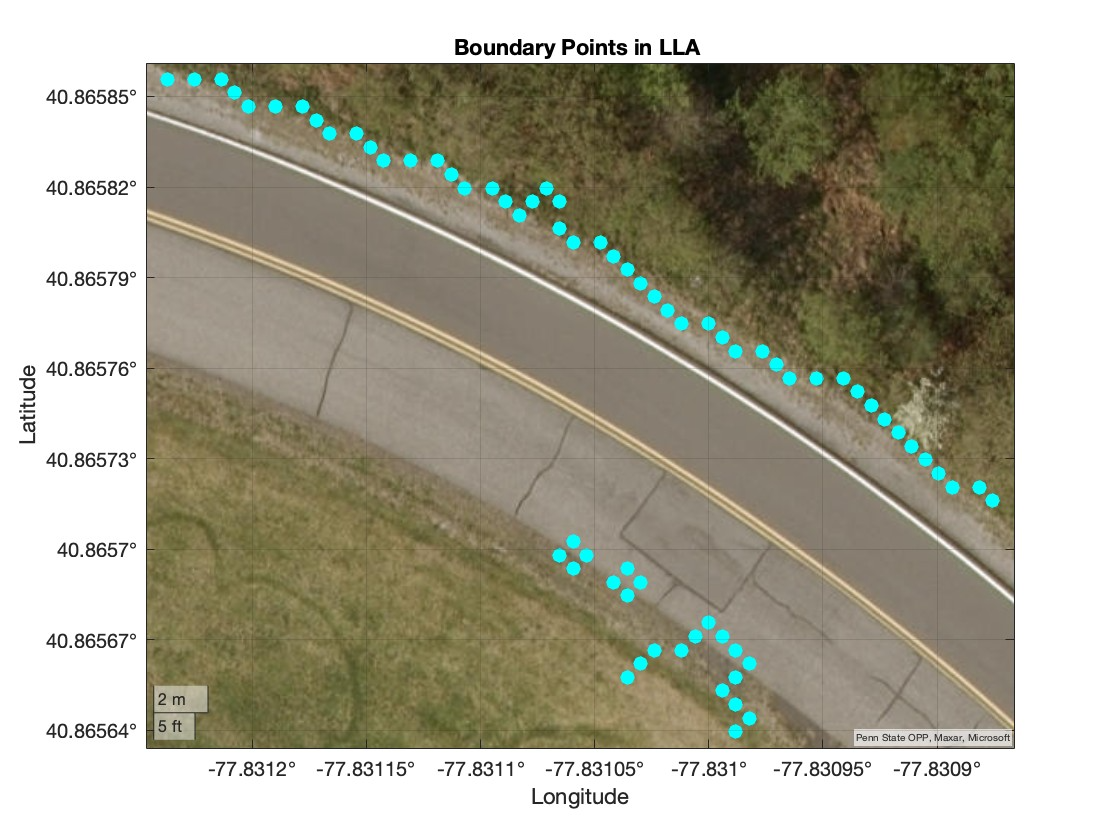 Boundary Points in LLA
Latitude
40.86585°
40.86582°
40.86579°
40.86576°
40.86573°
40.8657°
40.86567°
40.86564°
2 m
5 ft
Penn State OPP, Maxar, Microsoft
-77.8312° -77.83115° -77.8311° -77.83105° -77.831° -77.83095° -77.8309°
Longitude